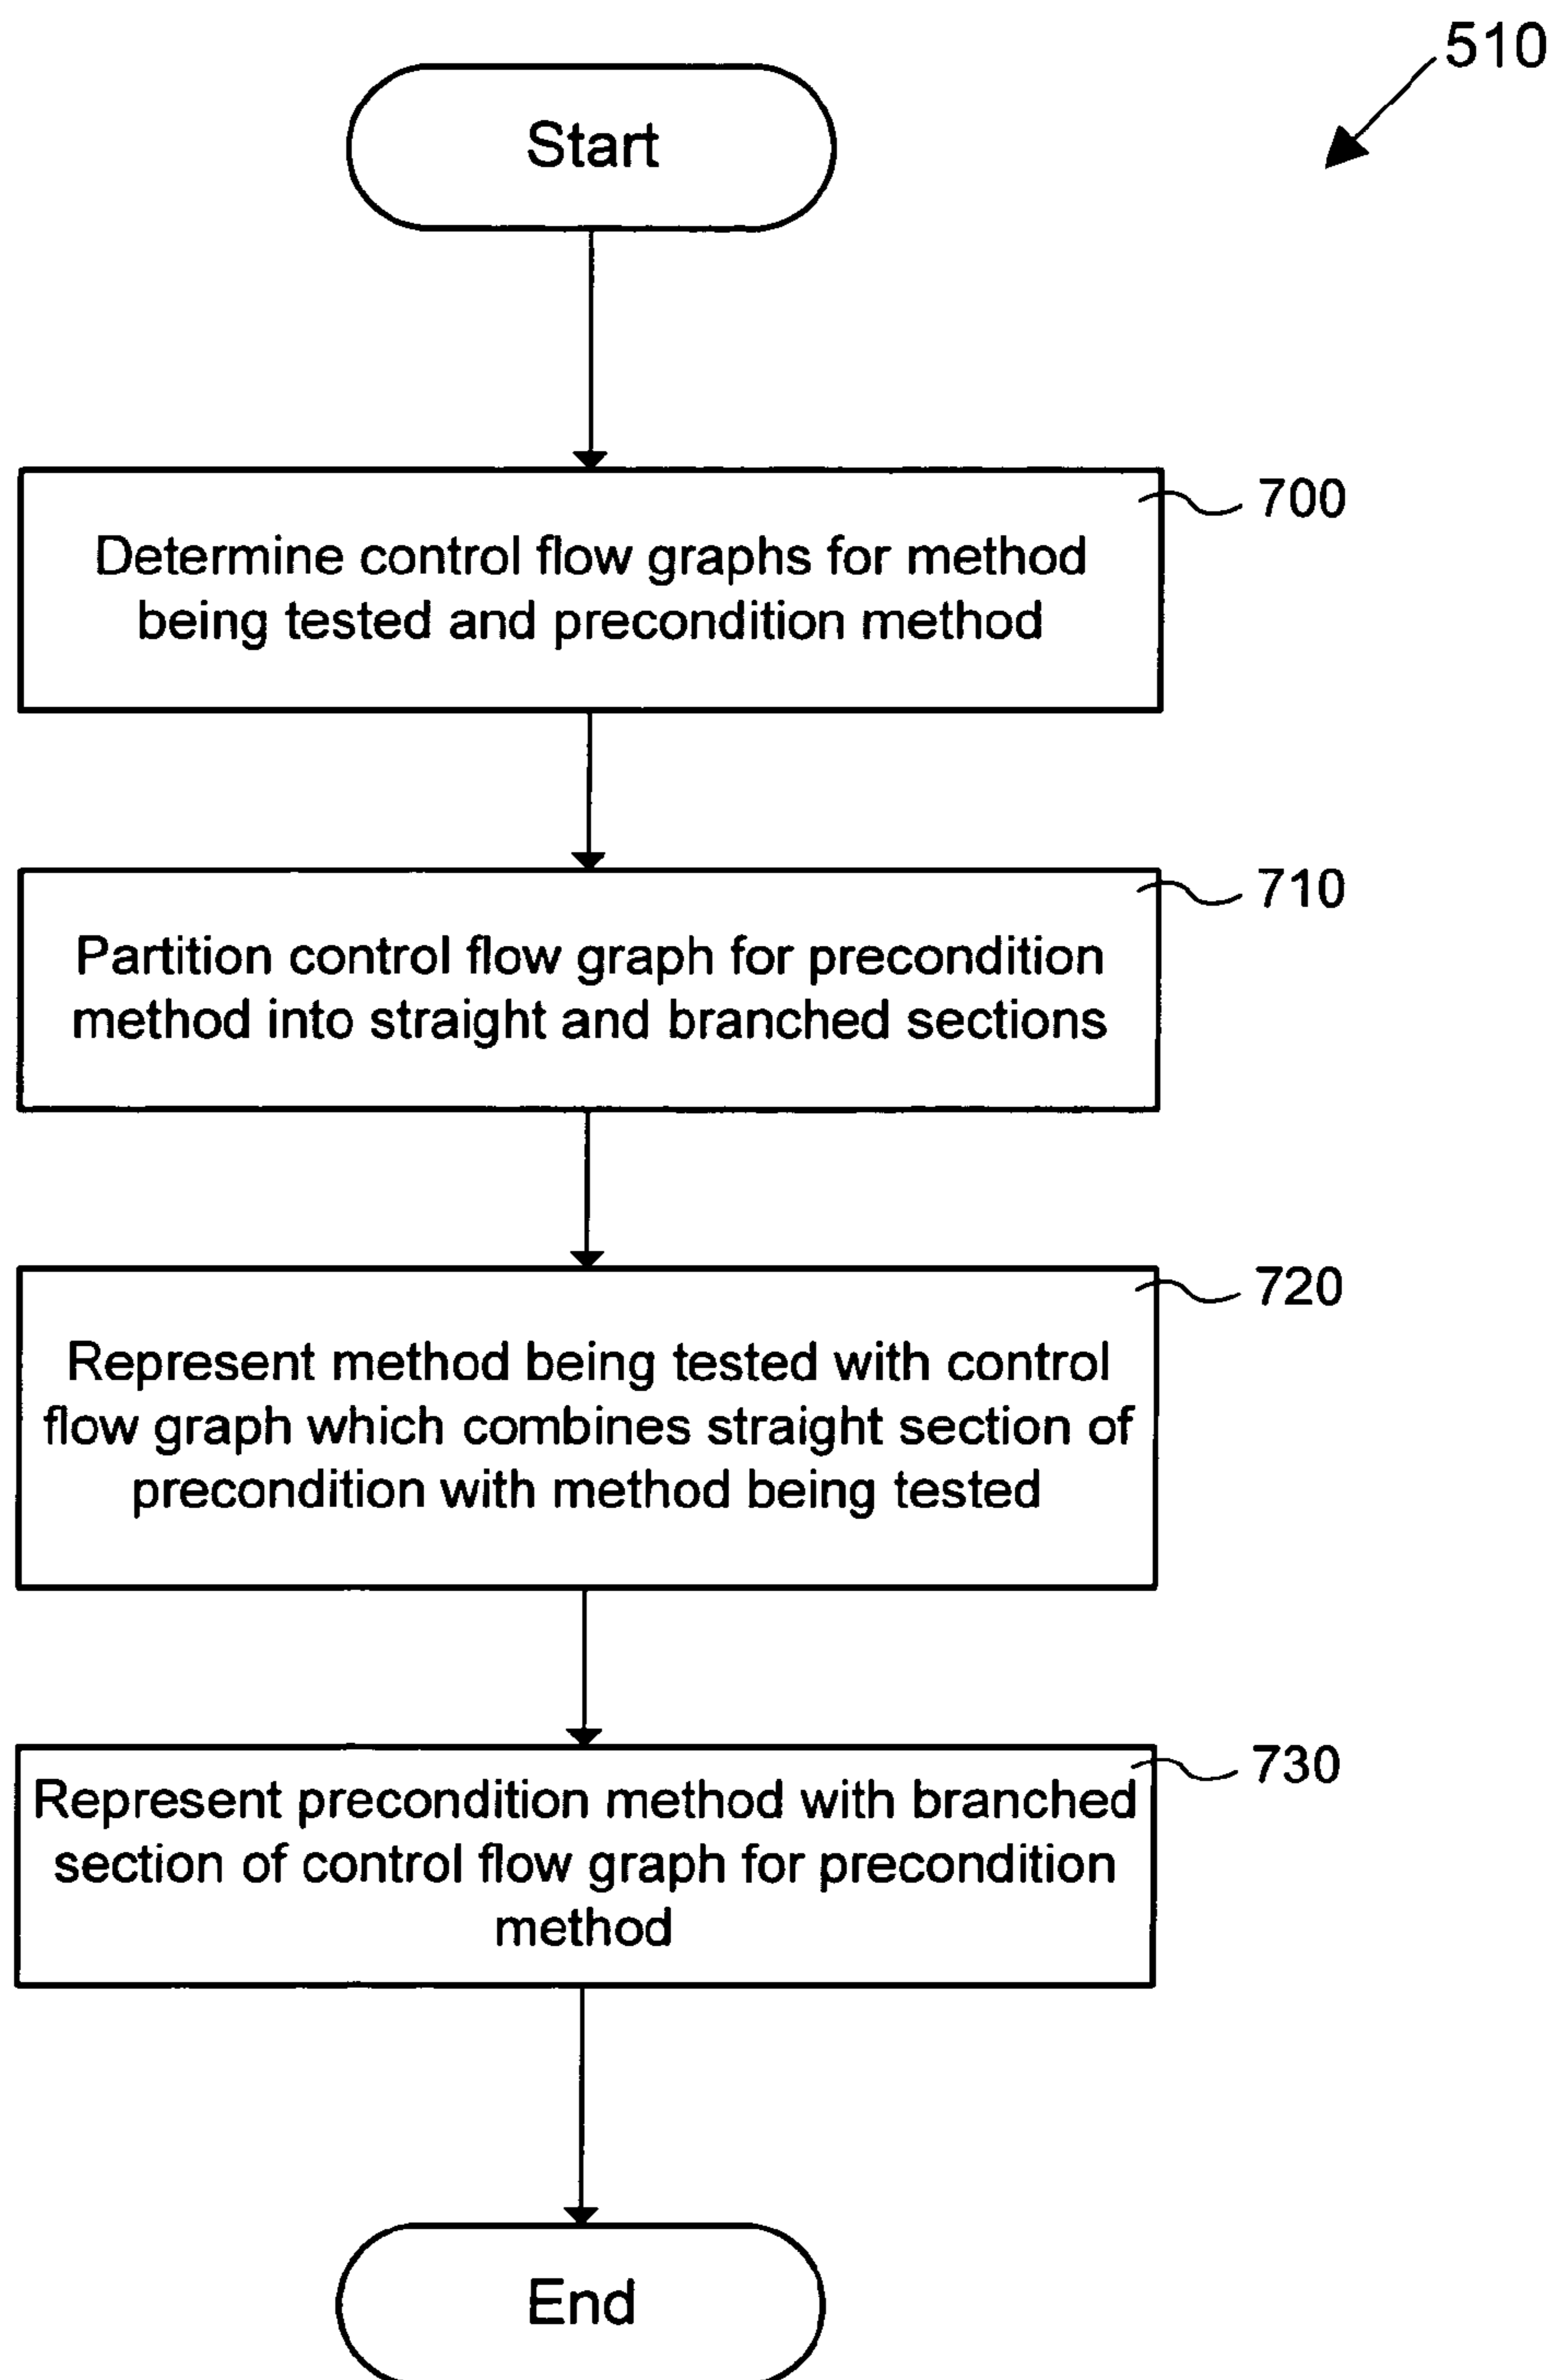 510
Start
700
Determine control flow graphs for method
being tested and precondition method
710
Partition control flow graph for precondition
method into straight and branched sections
720
Represent method being tested with control
flow graph which combines straight section of
precondition with method being tested
730
Represent precondition method with branched
section of control flow graph for precondition
method
End